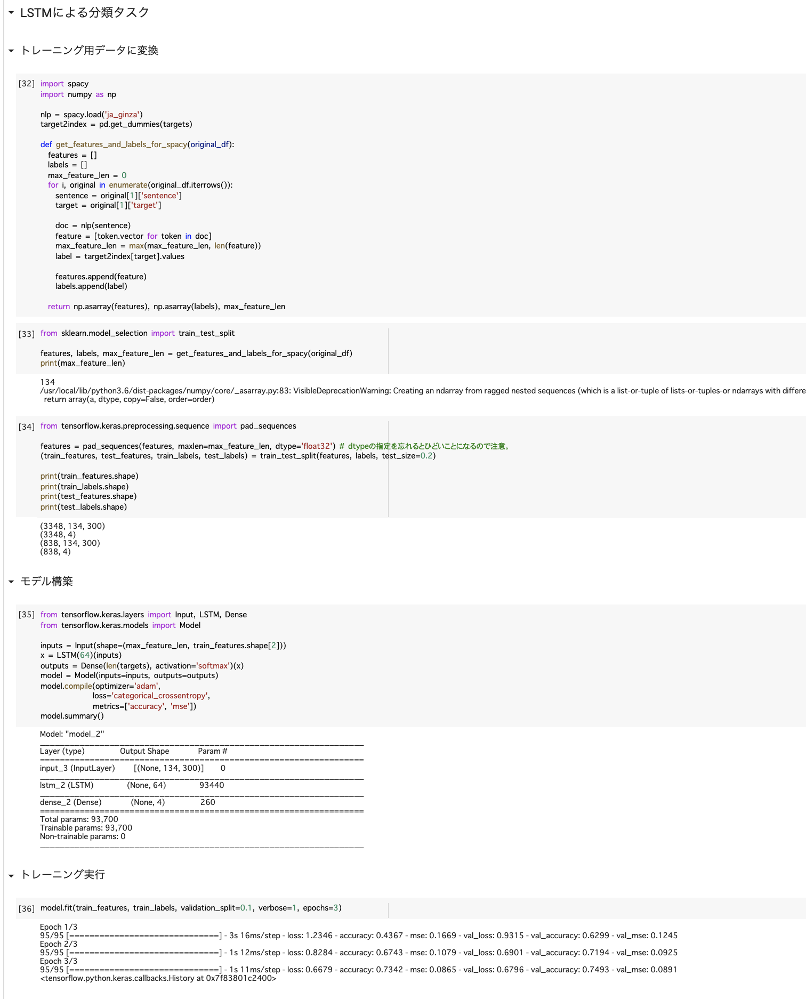 LSTMによる分類タスク
トレーニング用データに変換
[32] import spacy
import numpy as np
nlp = spacy.load('ja_ginza')
target2index = pd.get_dummies(targets)
def get_features_and_labels_for_spacy(original_df):
features = []
labels = []
max_feature_len = 0
for i, original in enumerate(original_df.iterrows()):
sentence = original[1]['sentence']
target = original[1]['target']
doc = nlp(sentence)
feature = [token.vector for token in doc]
max_feature_len = max(max_feature_len, len(feature))
label = target2index[target].values
features.append(feature)
labels.append(label)
return np.asarray(features), np.asarray(labels), max_feature_len
[33] from sklearn.model_selection import train_test_split
features, labels, max_feature_len = get_features_and_labels_for_spacy(original_df)
print(max_feature_len)
134
/usr/local/lib/python3.6/dist-packages/numpy/core/_asarray.py:83: VisibleDeprecationWarning: Creating an ndarray from ragged nested sequences (which is a list-or-tuple of lists-or-tuples-or ndarrays with differe
return array(a, dtype, copy=False, order=order)
[34] from tensorflow.keras.preprocessing.sequence import pad_sequences
features = pad_sequences(features, maxlen=max_feature_len, dtype='float32') # dtypeの指定を忘れるとひどいことになるので注意。
(train_features, test_features, train_labels, test_labels) = train_test_split(features, labels, test_size=0.2)
print(train_features.shape)
print(train_labels.shape)
print(test_features.shape)
print(test_labels.shape)
(3348, 134, 300)
(3348, 4)
(838, 134, 300)
(838, 4)
モデル構築
[35] from tensorflow.keras.layers import Input, LSTM, Dense
from tensorflow.keras.models import Model
inputs = Input(shape=(max_feature_len, train_features.shape[2]))
x = LSTM(64)(inputs)
outputs = Dense(len(targets), activation='softmax')(x)
model = Model(inputs=inputs, outputs=outputs)
model.compile(optimizer='adam',
loss='categorical_crossentropy',
metrics=['accuracy', 'mse'])
model.summary()
Model: "model_2"
_________________________________________________________________
Layer (type) Output Shape Param #
=================================================================
input_3 (InputLayer) [(None, 134, 300)] 0
_________________________________________________________________
lstm_2 (LSTM) (None, 64) 93440
_________________________________________________________________
dense_2 (Dense) (None, 4) 260
=================================================================
Total params: 93,700
Trainable params: 93,700
Non-trainable params: 0
_________________________________________________________________
トレーニング実行
[36] model.fit(train_features, train_labels, validation_split=0.1, verbose=1, epochs=3)
Epoch 1/3
95/95 [==============================] - 3s 16ms/step - loss: 1.2346 - accuracy: 0.4367 - mse: 0.1669 - val_loss: 0.9315 - val_accuracy: 0.6299 - val_mse: 0.1245
Epoch 2/3
95/95 [==============================] - 1s 12ms/step - loss: 0.8284 - accuracy: 0.6743 - mse: 0.1079 - val_loss: 0.6901 - val_accuracy: 0.7194 - val_mse: 0.0925
Epoch 3/3
95/95 [==============================] - 1s 11ms/step - loss: 0.6679 - accuracy: 0.7342 - mse: 0.0865 - val_loss: 0.6796 - val_accuracy: 0.7493 - val_mse: 0.0891
<tensorflow.python.keras.callbacks.History at 0x7f83801c2400>